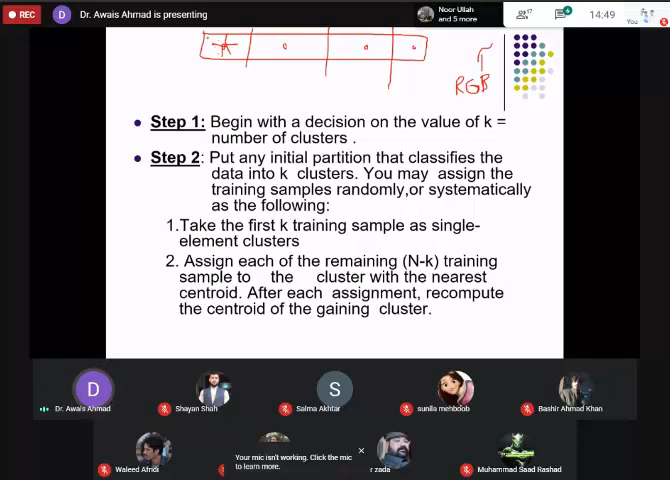 REC
D
Dr. Awais Ahmad is presenting
Noor Ullah
and 5 more
17
4
14:49
You
RGB
• Step 1: Begin with a decision on the value of k =
number of clusters .
• Step 2: Put any initial partition that classifies the
data into k clusters. You may assign the
training samples randomly,or systematically
as the following:
1.Take the first k training sample as single-
element clusters
2. Assign each of the remaining (N-k) training
sample to the cluster with the nearest
centroid. After each assignment, recompute
the centroid of the gaining cluster.
D
S
Dr. Awais Ahmad
Shayan Shah
Salma Akhtar
sunila mehboob
Bashir Ahmad Khan
Your mic isn't working. Click the mic
to learn more.
Waleed Afridi
r zada
Muhammad Saad Rashad